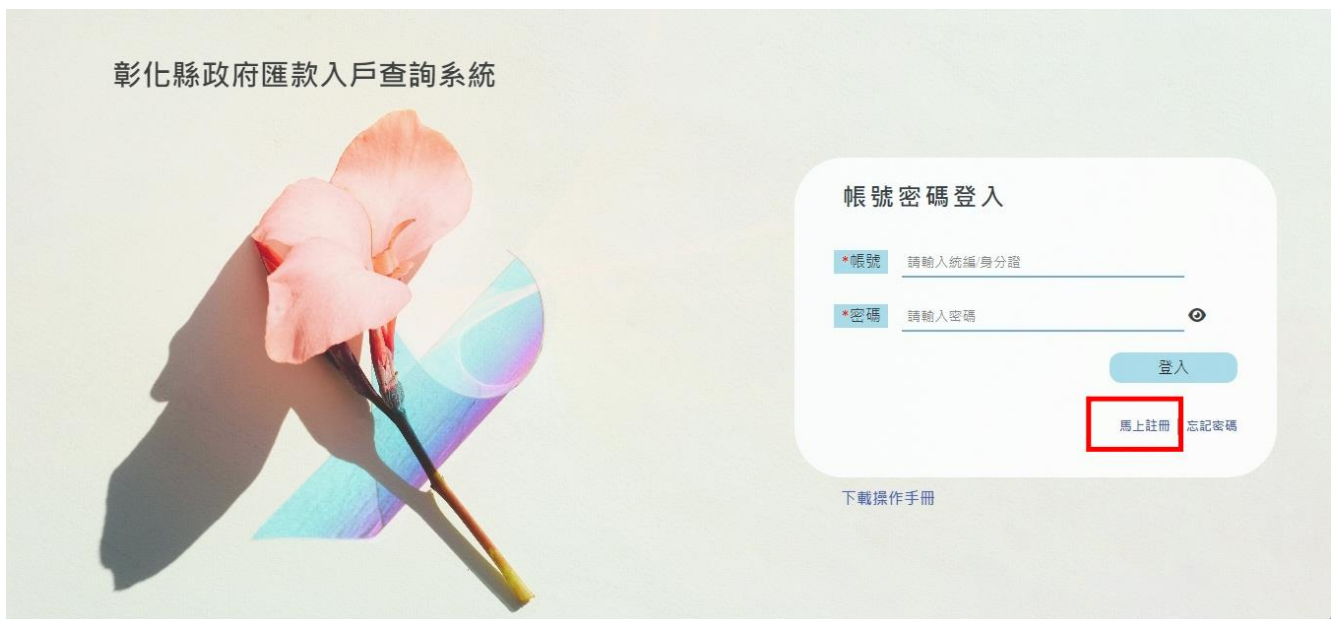 彰化縣政府匯款入戶查詢系統
帳號密碼登入
*帳號 請輸入統編/身分證
*密碼 請輸入密碼
登入
馬上註冊 | 忘記密碼
下載操作手冊